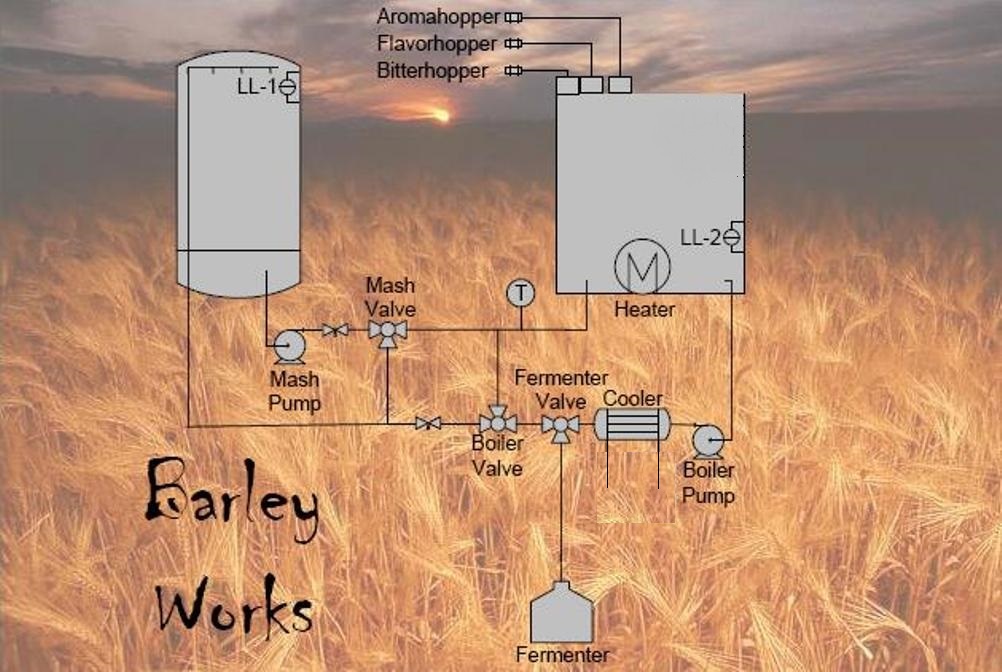 Aromahopper
Flavorhopper
Bitterhopper
LL-1
LL-2
M
Heater
Mash
Valve
T
Mash
Pump
Fermenter
Valve
Cooler
Boiler
Valve
Boiler
Pump
Barley
Works
Fermenter